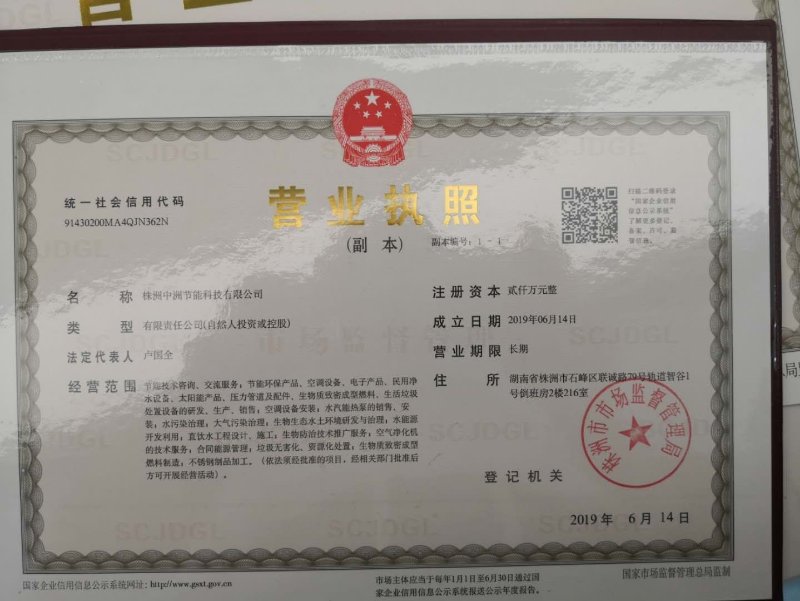 统一社会信用代码
91430200MA4QJN362N
营业执照
(副 本) 副本编号：1 - 1
扫描二维码登录
“国家企业信用
信息公示系统”
了解更多登记、
备案、许可、监
管信息。
名 称 株洲中洲节能科技有限公司
类 型 有限责任公司(自然人投资或控股)
法定代表人 卢国全
经营范围 节能技术咨询、交流服务；节能环保产品、空调设备、电子产品、民用净
水设备、太阳能产品、压力管道及配件、生物质致密成型燃料、生活垃圾
处置设备的研发、生产、销售；空调设备安装；水汽能热泵的销售、安
装；水污染治理；大气污染治理；生物生态水土环境研发与治理；水能源
开发利用；直饮水工程设计、施工；生物防治技术推广服务；空气净化机
的技术服务；合同能源管理；垃圾无害化、资源化处置；生物质致密成型
燃料制造；不锈钢制品加工。（依法须经批准的项目，经相关部门批准后
方可开展经营活动）。
注册资本 贰仟万元整
成立日期 2019年06月14日
营业期限 长期
住 所 湖南省株洲市石峰区联诚路79号轨道智谷1
号倒班房2楼216室
株洲市市场监督管理局
登记机关
2019 年 6 月 14 日
SCJDGL
SCJDGL
市场监督管理
SCJDGL
SCJDGL
SCJDGL
SCJDGL
国家企业信用信息公示系统网址：http://www.gsxt.gov.cn
市场主体应当于每年1月1日至6月30日通过国
家企业信用信息公示系统报送公示年度报告。
国家市场监督管理总局监制